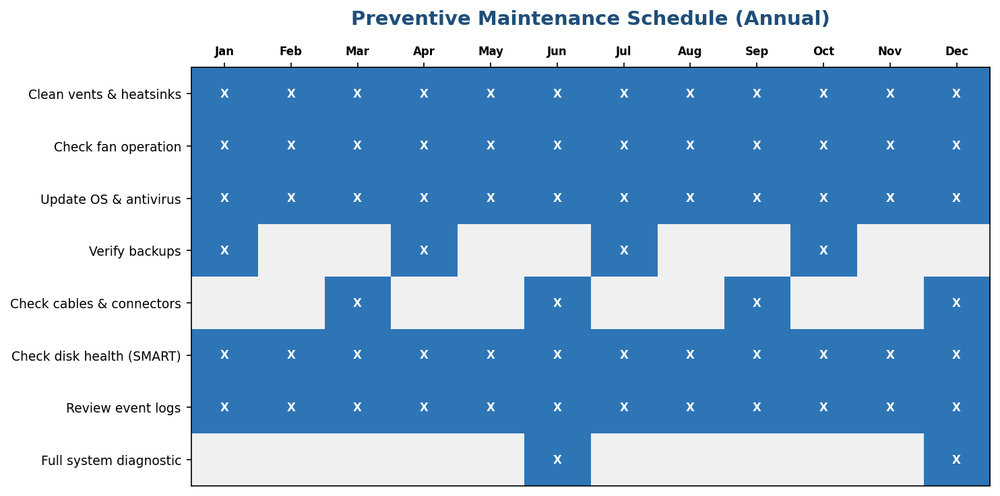 Preventive Maintenance Schedule (Annual)
Jan Feb Mar Apr May Jun Jul Aug Sep Oct Nov Dec
Clean vents & heatsinks X X X X X X X X X X X X
Check fan operation X X X X X X X X X X X X
Update OS & antivirus X X X X X X X X X X X X
Verify backups X X X X
Check cables & connectors X X X X
Check disk health (SMART) X X X X X X X X X X X X
Review event logs X X X X X X X X X X X X
Full system diagnostic X X